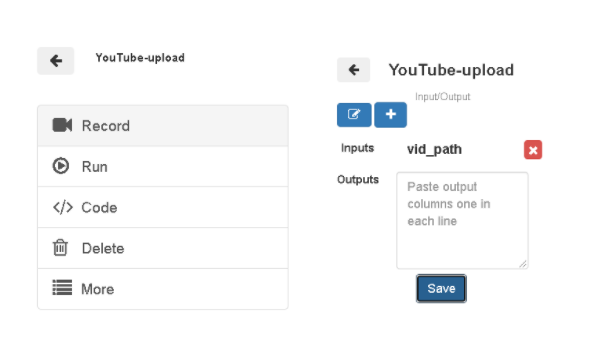 YouTube-upload
Record
Run
Code
Delete
More
YouTube-upload
Input/Output
Inputs
vid_path
Outputs
Paste output
columns one in
each line
Save